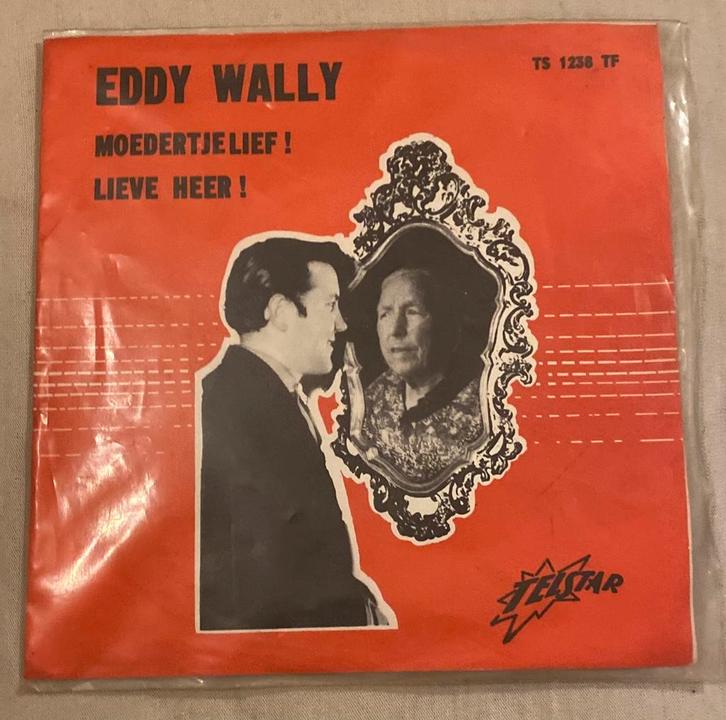 EDDY WALLY
TS 1238 TF
MOEDERTJE LIEF !
LIEVE HEER !
TELSTAR